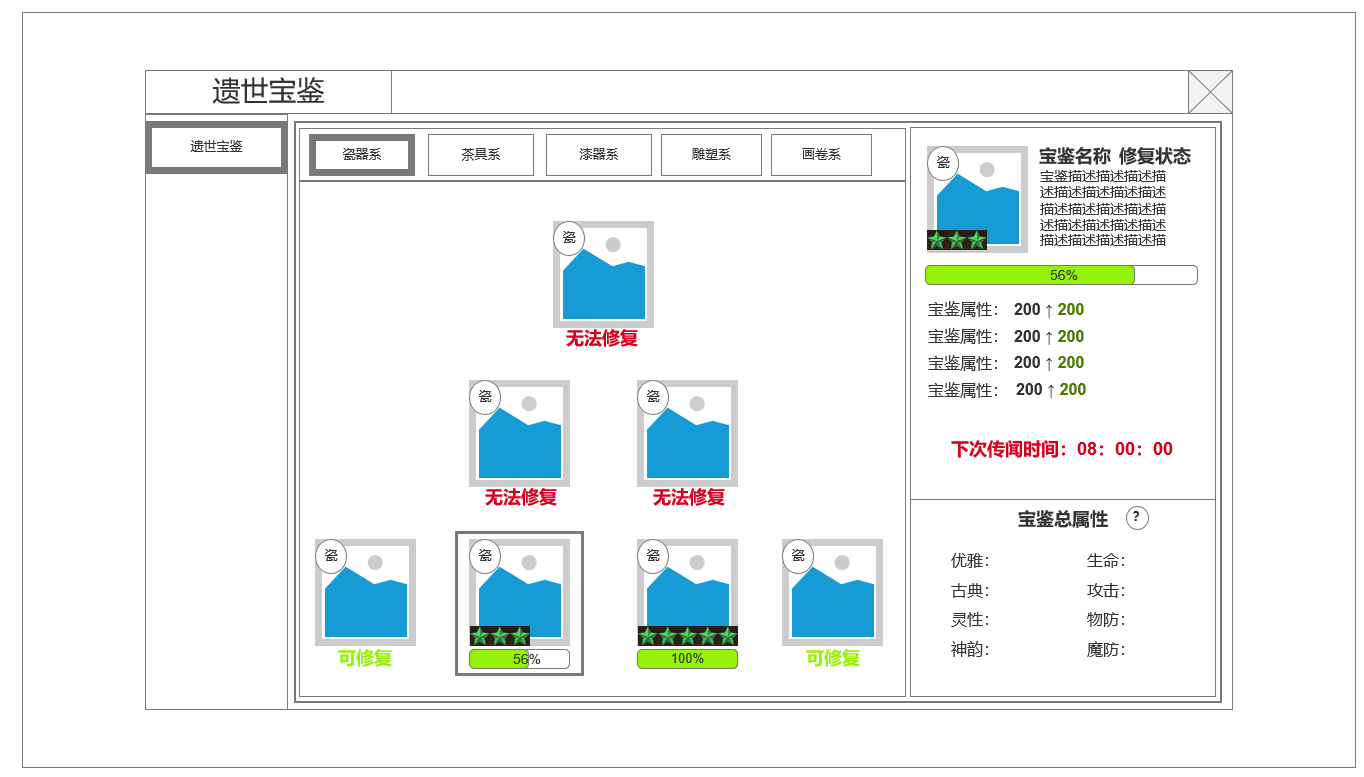 遗世宝鉴
遗世宝鉴
瓷器系
茶具系
漆器系
雕塑系
画卷系
瓷
无法修复
瓷
无法修复
瓷
无法修复
瓷
可修复
瓷
56%
瓷
100%
瓷
可修复
瓷
宝鉴名称 修复状态
宝鉴描述描述描述描
述描述描述描述描述
描述描述描述描述描
述描述描述描述描述
描述描述描述描述描
56%
宝鉴属性： 200 ↑ 200
宝鉴属性： 200 ↑ 200
宝鉴属性： 200 ↑ 200
宝鉴属性： 200 ↑ 200
下次传闻时间：08：00：00
宝鉴总属性 ?
优雅： 生命：
古典： 攻击：
灵性： 物防：
神韵： 魔防：